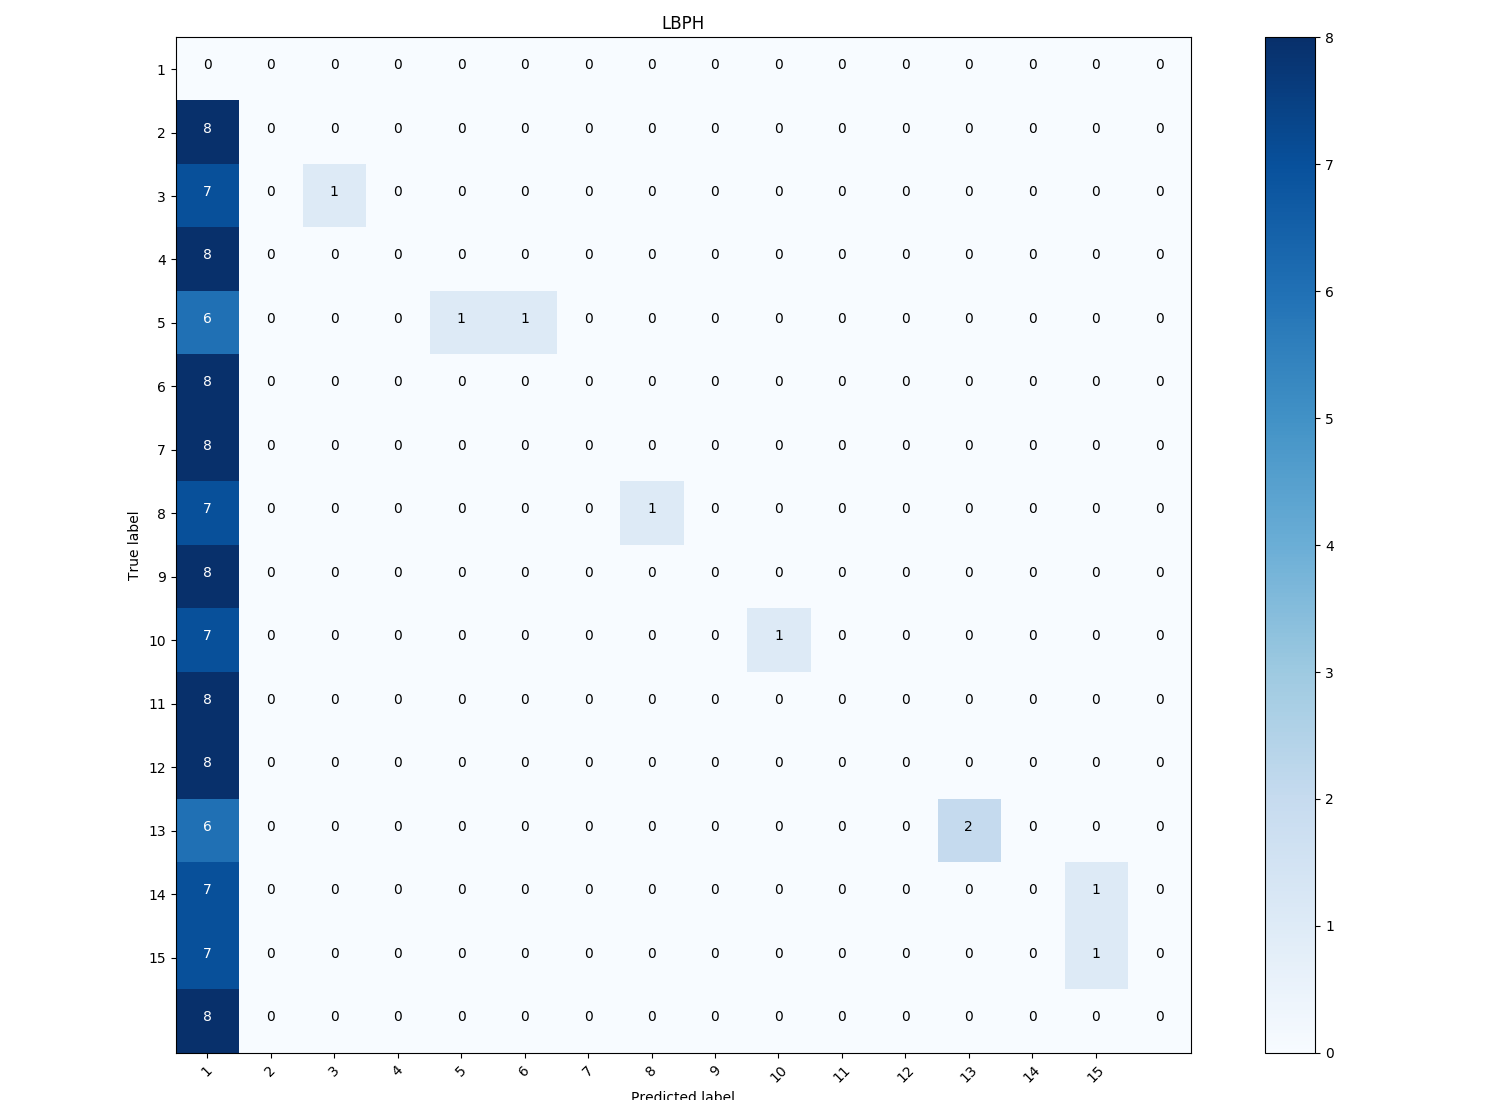 LBPH
1 0 0 0 0 0 0 0 0 0 0 0 0 0 0 0 0
2 8 0 0 0 0 0 0 0 0 0 0 0 0 0 0 0
3 7 0 1 0 0 0 0 0 0 0 0 0 0 0 0 0
4 8 0 0 0 0 0 0 0 0 0 0 0 0 0 0 0
5 6 0 0 0 1 1 0 0 0 0 0 0 0 0 0 0
6 8 0 0 0 0 0 0 0 0 0 0 0 0 0 0 0
7 8 0 0 0 0 0 0 0 0 0 0 0 0 0 0 0
8 7 0 0 0 0 0 0 1 0 0 0 0 0 0 0 0
9 8 0 0 0 0 0 0 0 0 0 0 0 0 0 0 0
10 7 0 0 0 0 0 0 0 0 1 0 0 0 0 0 0
11 8 0 0 0 0 0 0 0 0 0 0 0 0 0 0 0
12 8 0 0 0 0 0 0 0 0 0 0 0 0 0 0 0
13 6 0 0 0 0 0 0 0 0 0 0 0 2 0 0 0
14 7 0 0 0 0 0 0 0 0 0 0 0 0 0 1 0
15 7 0 0 0 0 0 0 0 0 0 0 0 0 0 1 0
8 0 0 0 0 0 0 0 0 0 0 0 0 0 0 0
1 2 3 4 5 6 7 8 9 10 11 12 13 14 15
True label
Predicted label
8
7
6
5
4
3
2
1
0